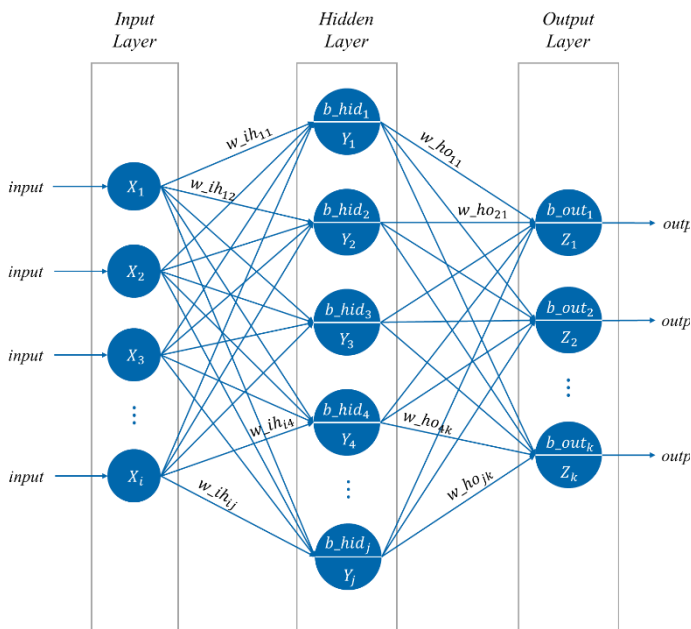 Input
Layer
Hidden
Layer
Output
Layer
input
input
input
input
X₁
X₂
X₃
⋮
Xᵢ
w_ih₁₁
w_ih₁₂
w_ihᵢ₄
w_ihᵢⱼ
b_hid₁
Y₁
b_hid₂
Y₂
b_hid₃
Y₃
b_hid₄
Y₄
⋮
b_hidⱼ
Yⱼ
w_ho₁₁
w_ho₂₁
w_ho₄ₖ
w_hoⱼₖ
b_out₁
Z₁
b_out₂
Z₂
⋮
b_outₖ
Zₖ
outp
outp
outp